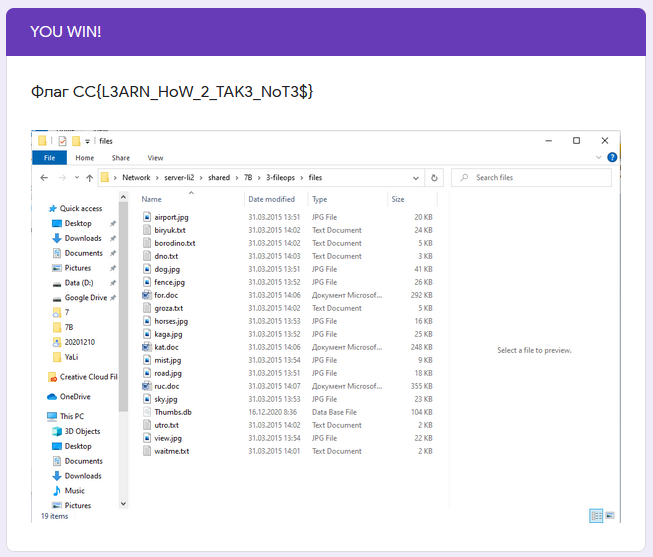 YOU WIN!
Флаг CC{L3ARN_HoW_2_TAK3_NoT3$}
files
File Home Share View
Network > server-li2 > shared > 7B > 3-fileops > files Search files
Name Date modified Type Size
Quick access
Desktop
Downloads
Documents
Pictures
Data (D:)
Google Drive
7
7B
20201210
YaLi
Creative Cloud Fil
OneDrive
This PC
3D Objects
Desktop
Documents
Downloads
Music
Pictures
airport.jpg 31.03.2015 13:51 JPG File 20 KB
biryuk.txt 31.03.2015 14:02 Text Document 24 KB
borodino.txt 31.03.2015 14:02 Text Document 5 KB
dno.txt 31.03.2015 14:03 Text Document 3 KB
dog.jpg 31.03.2015 13:51 JPG File 41 KB
fence.jpg 31.03.2015 13:52 JPG File 26 KB
for.doc 31.03.2015 14:06 Документ Microsof... 292 KB
groza.txt 31.03.2015 14:02 Text Document 5 KB
horses.jpg 31.03.2015 13:53 JPG File 16 KB
kaga.jpg 31.03.2015 13:52 JPG File 25 KB
kat.doc 31.03.2015 14:06 Документ Microsof... 248 KB
mist.jpg 31.03.2015 13:54 JPG File 9 KB
road.jpg 31.03.2015 13:51 JPG File 18 KB
ruc.doc 31.03.2015 14:07 Документ Microsof... 355 KB
sky.jpg 31.03.2015 13:53 JPG File 23 KB
Thumbs.db 16.12.2020 8:36 Data Base File 104 KB
utro.txt 31.03.2015 14:02 Text Document 2 KB
view.jpg 31.03.2015 13:54 JPG File 22 KB
waitme.txt 31.03.2015 14:01 Text Document 2 KB
Select a file to preview.
19 items